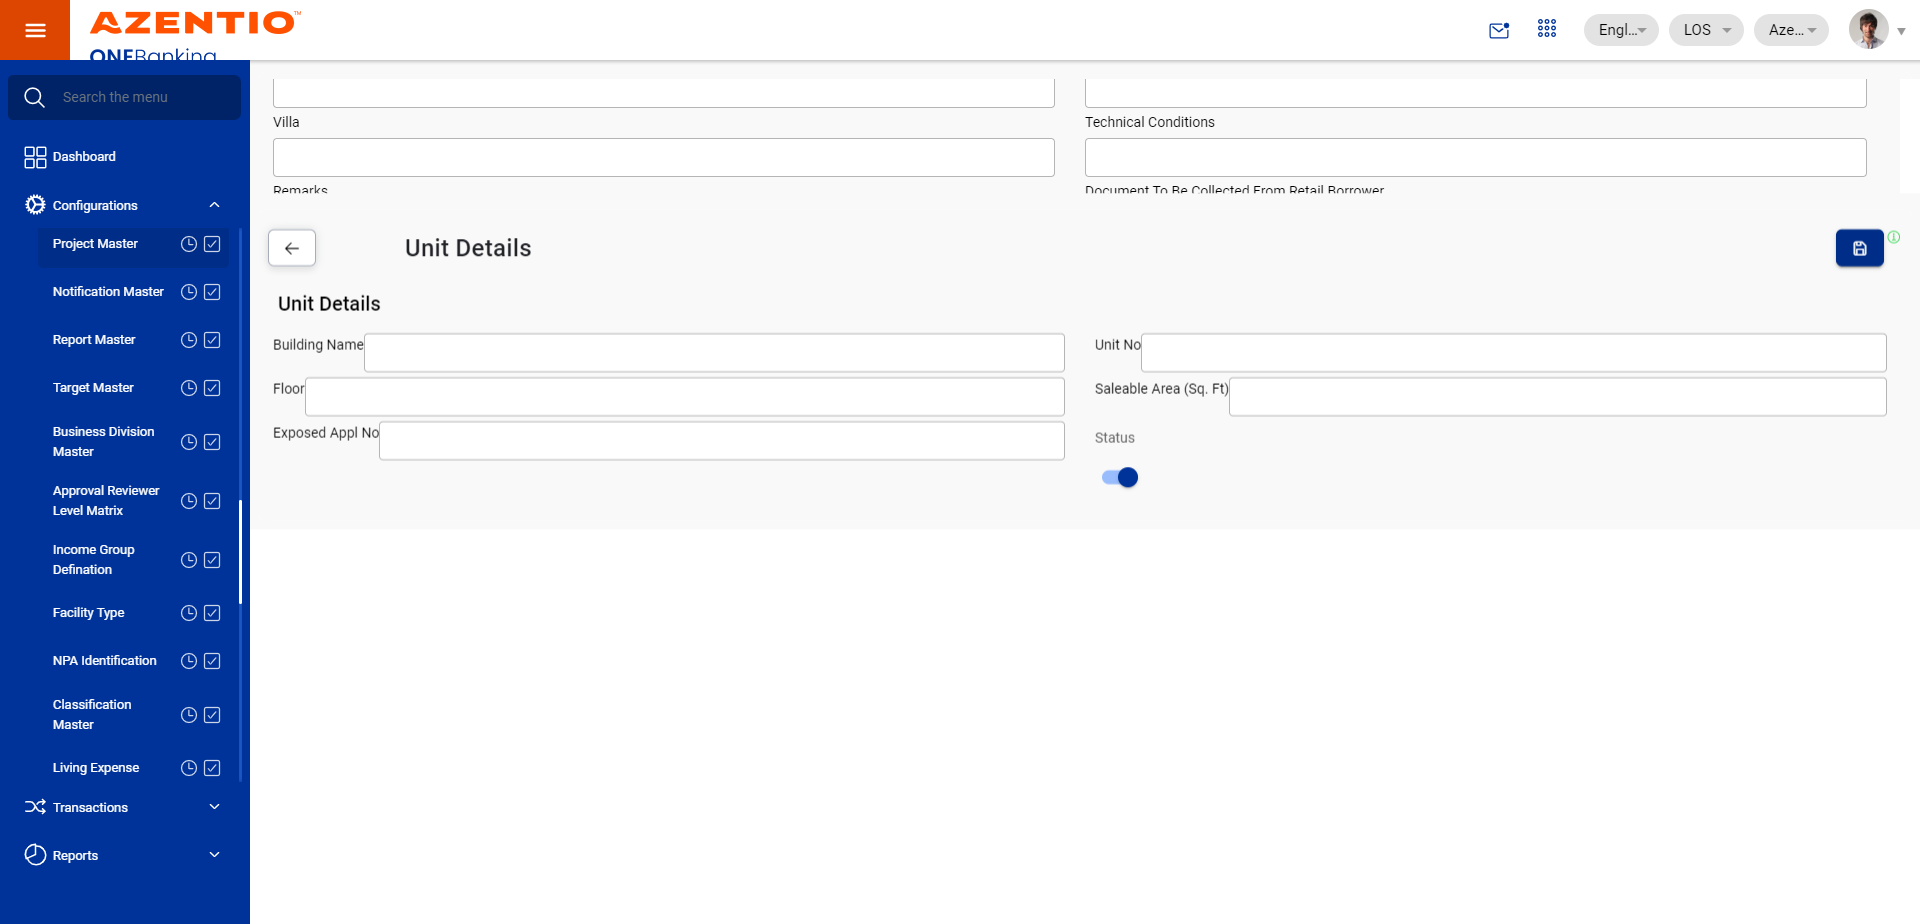 AZENTIO™
ONEBanking
Engl...
LOS
Aze...
Search the menu
Dashboard
Configurations
Project Master
Notification Master
Report Master
Target Master
Business Division
Master
Approval Reviewer
Level Matrix
Income Group
Defination
Facility Type
NPA Identification
Classification
Master
Living Expense
Transactions
Reports
Villa
Technical Conditions
Remarks
Document To Be Collected From Retail Borrower
Unit Details
Unit Details
Building Name
Unit No
Floor
Saleable Area (Sq. Ft)
Exposed Appl No
Status